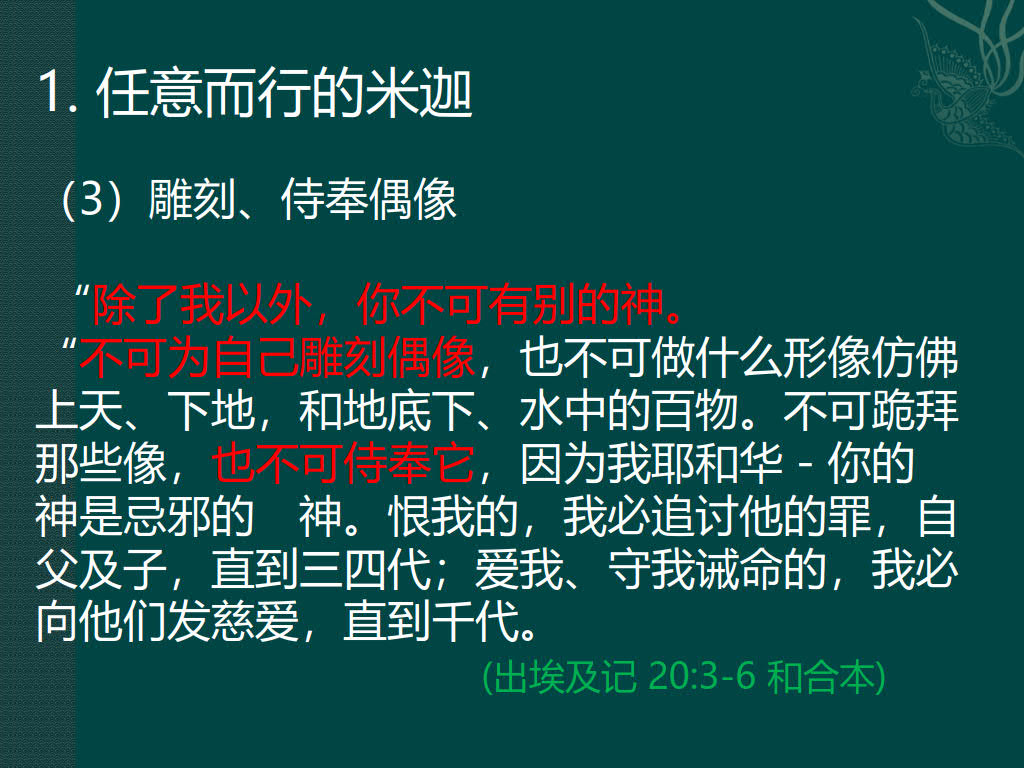 1. 任意而行的米迦
（3）雕刻、侍奉偶像
“除了我以外，你不可有别的神。
“不可为自己雕刻偶像，也不可做什么形像仿佛
上天、下地，和地底下、水中的百物。不可跪拜
那些像，也不可侍奉它，因为我耶和华－你的
神是忌邪的　神。恨我的，我必追讨他的罪，自
父及子，直到三四代；爱我、守我诫命的，我必
向他们发慈爱，直到千代。
(出埃及记 20:3-6 和合本)